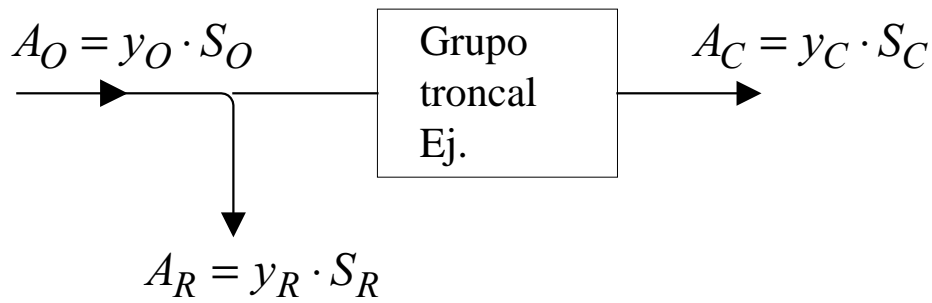 A_O = y_O · S_O
Grupo
troncal
Ej.
A_C = y_C · S_C
A_R = y_R · S_R